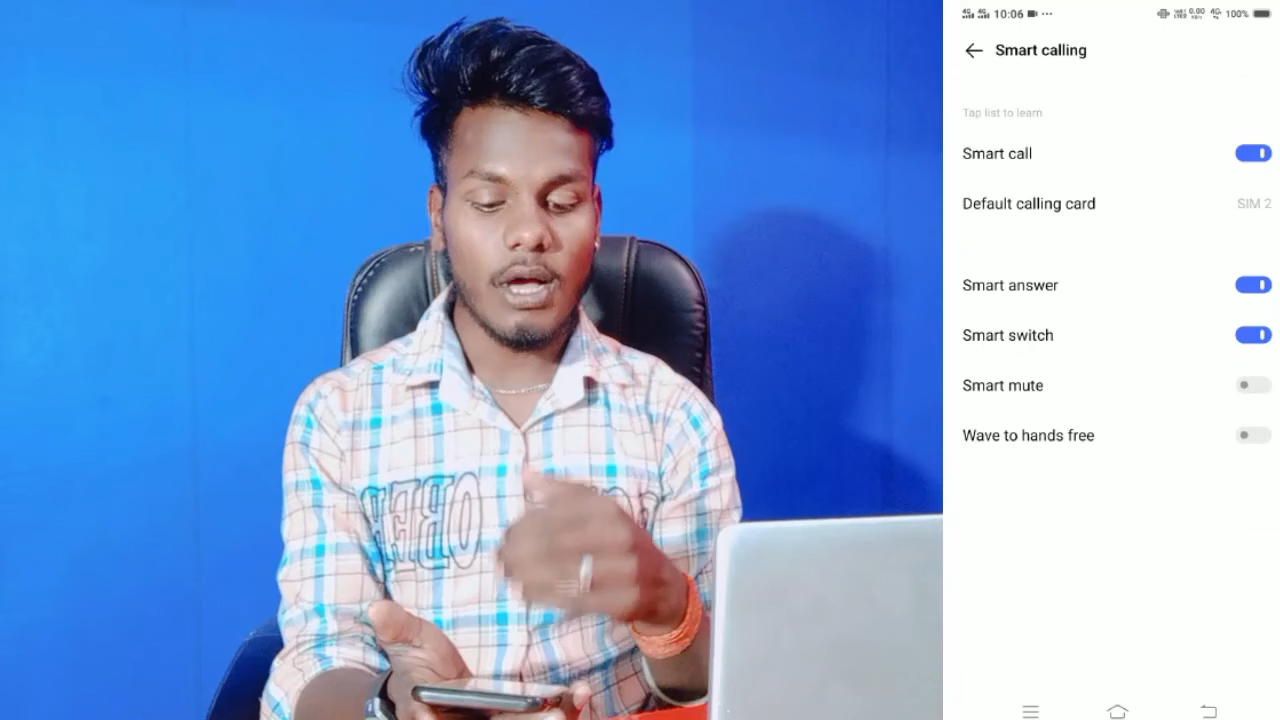 10:06 100%
Smart calling
Tap list to learn
Smart call
Default calling card SIM 2
Smart answer
Smart switch
Smart mute
Wave to hands free